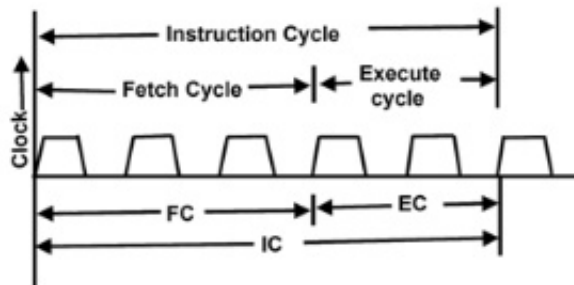 Instruction Cycle
Fetch Cycle
Execute
cycle
Clock
FC
EC
IC